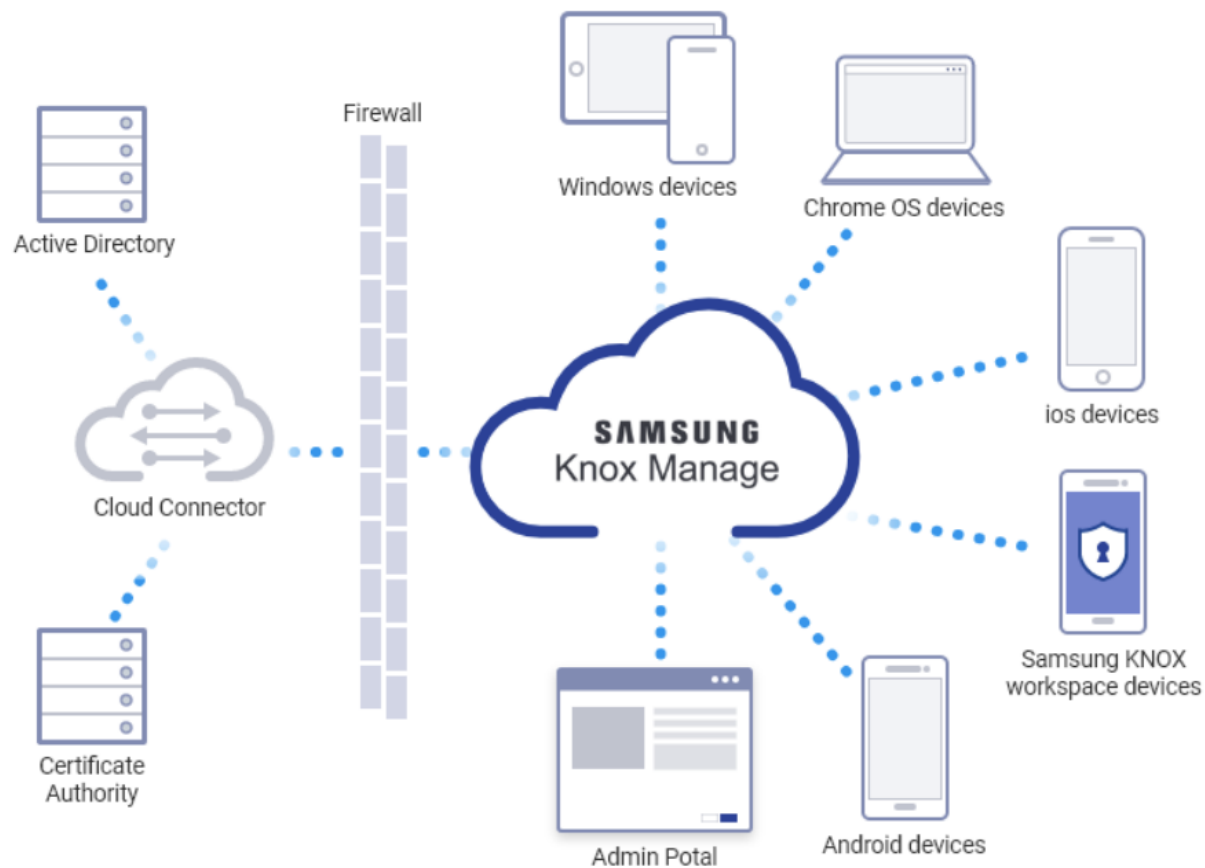 Firewall
Windows devices
Chrome OS devices
Active Directory
ios devices
SAMSUNG
Knox Manage
Cloud Connector
Samsung KNOX
workspace devices
Certificate
Authority
Admin Potal
Android devices